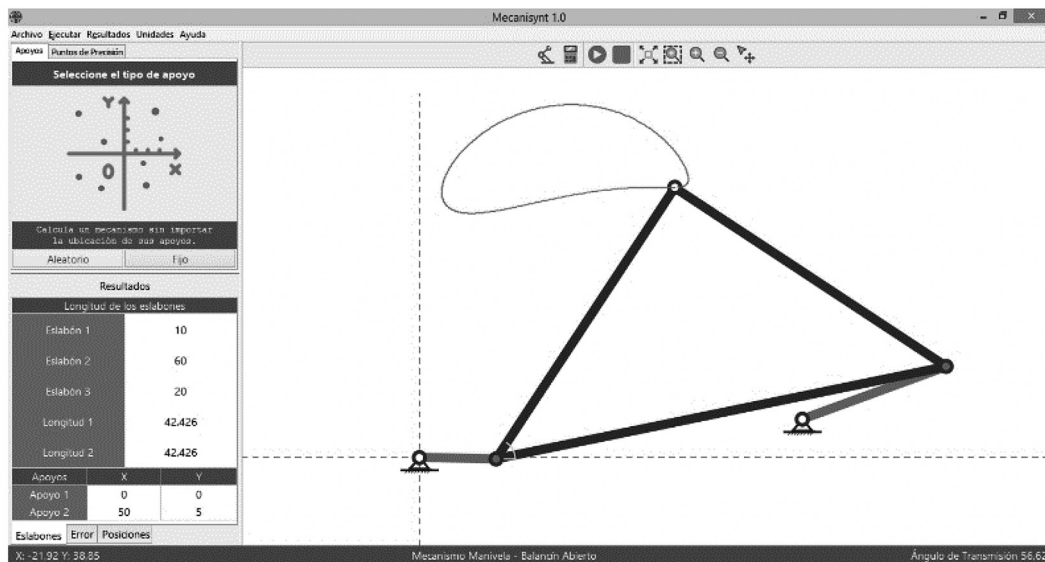 Mecanisynt 1.0
Archivo Ejecutar Resultados Unidades Ayuda
Apoyos Puntos de Precisión
Seleccione el tipo de apoyo
Y
O X
Calcula un mecanismo sin importar
la ubicación de sus apoyos.
Aleatorio Fijo
Resultados
Longitud de los eslabones
Eslabón 1 10
Eslabón 2 60
Eslabón 3 20
Longitud 1 42,426
Longitud 2 42,426
Apoyos X Y
Apoyo 1 0 0
Apoyo 2 50 5
Eslabones Error Posiciones
X: -21.92 Y: 38.85 Mecanismo Manivela - Balancín Abierto Ángulo de Transmisión 56,62